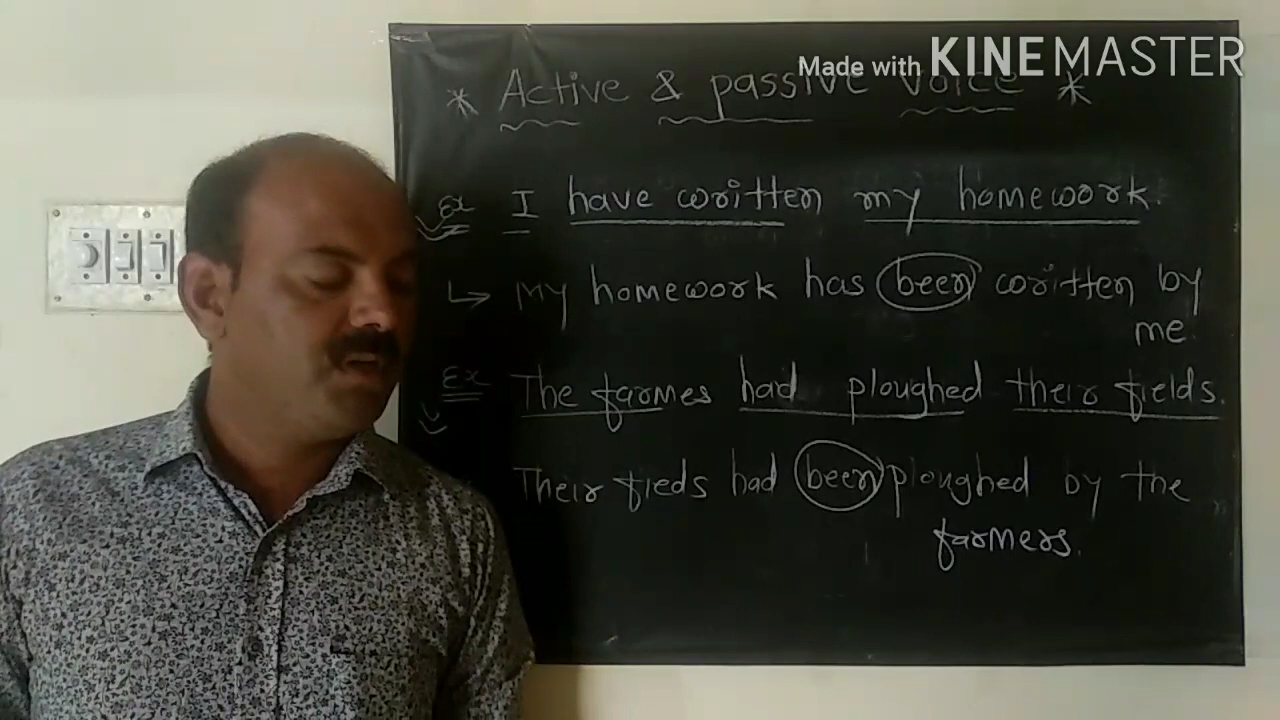 Made with KINEMASTER
* Active & passive Voice *
Ex I have written my homework.
↳ My homework has been written by
me.
Ex The farmes had ploughed their fields.
Their fieds had been ploughed by the
farmers.